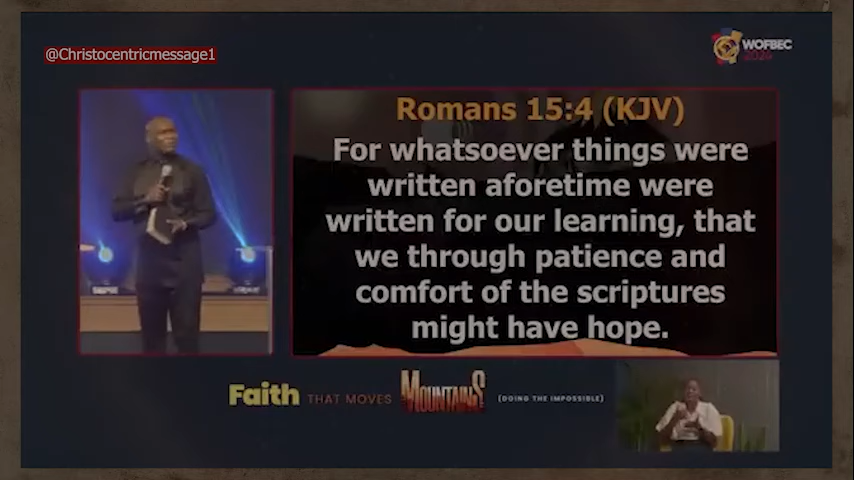 @Christocentricmessage1
WOFBEC
2024
Romans 15:4 (KJV)
For whatsoever things were
written aforetime were
written for our learning, that
we through patience and
comfort of the scriptures
might have hope.
Faith THAT MOVES MOUNTAINS (DOING THE IMPOSSIBLE)